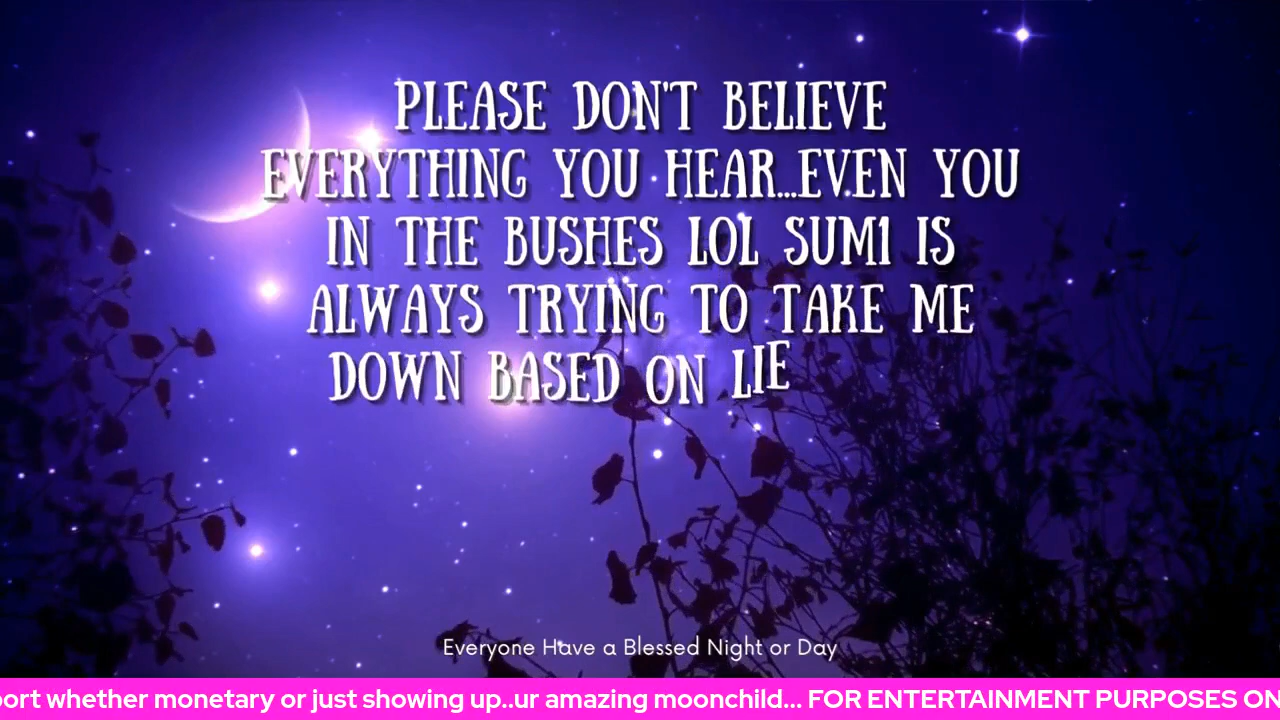 PLEASE DON'T BELIEVE
EVERYTHING YOU HEAR...EVEN YOU
IN THE BUSHES LOL SUM1 IS
ALWAYS TRYING TO TAKE ME
DOWN BASED ON LIE
Everyone Have a Blessed Night or Day
port whether monetary or just showing up..ur amazing moonchild... FOR ENTERTAINMENT PURPOSES ON